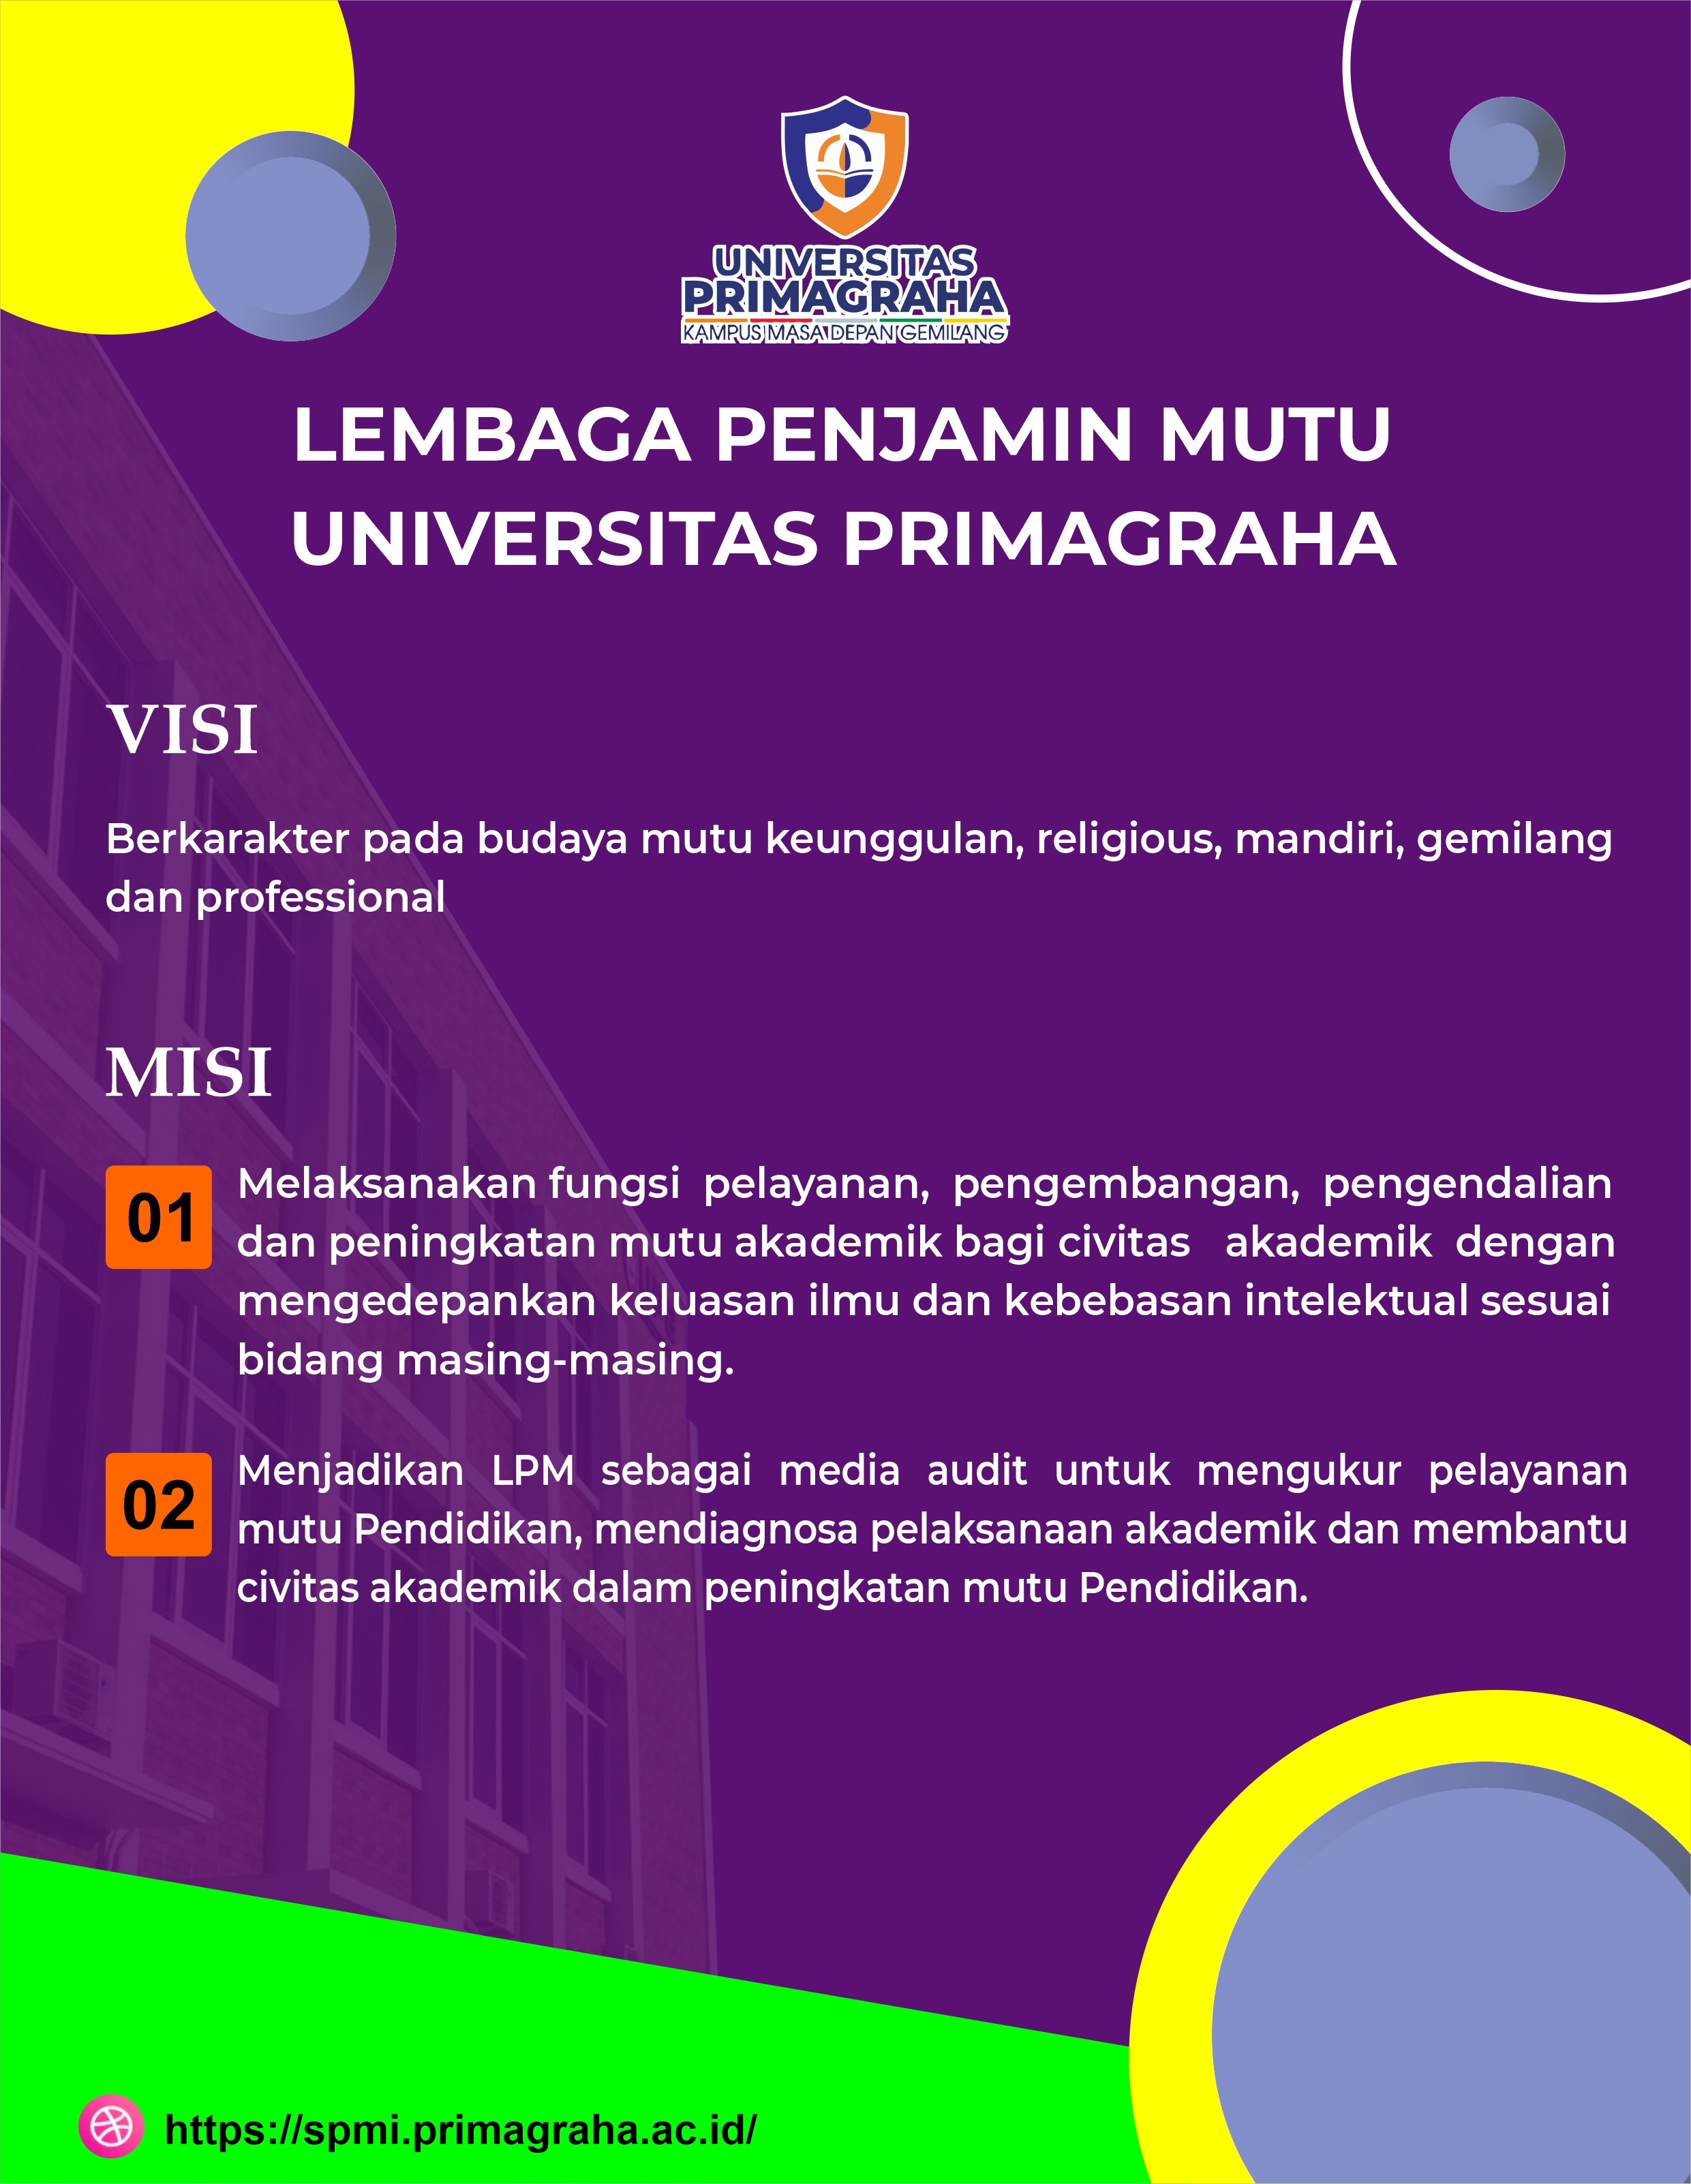 UNIVERSITAS
PRIMAGRAHA
KAMPUS MASA DEPAN GEMILANG
LEMBAGA PENJAMIN MUTU
UNIVERSITAS PRIMAGRAHA
VISI
Berkarakter pada budaya mutu keunggulan, religious, mandiri, gemilang
dan professional
MISI
01
Melaksanakan fungsi pelayanan, pengembangan, pengendalian
dan peningkatan mutu akademik bagi civitas akademik dengan
mengedepankan keluasan ilmu dan kebebasan intelektual sesuai
bidang masing-masing.
02
Menjadikan LPM sebagai media audit untuk mengukur pelayanan
mutu Pendidikan, mendiagnosa pelaksanaan akademik dan membantu
civitas akademik dalam peningkatan mutu Pendidikan.
https://spmi.primagraha.ac.id/